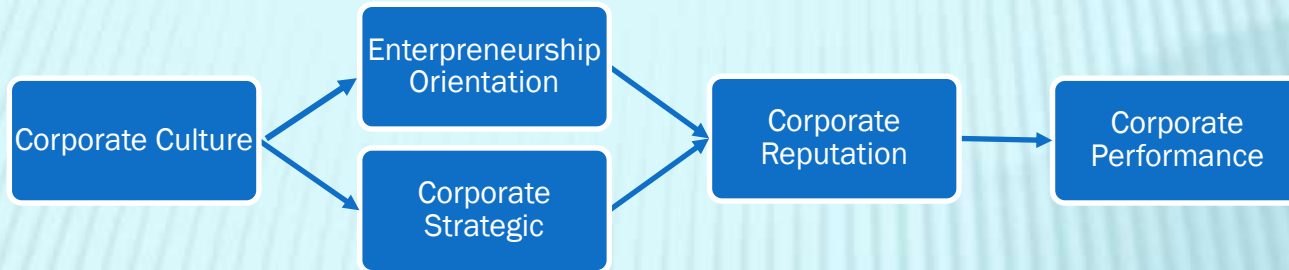 Corporate Culture
Enterpreneurship
Orientation
Corporate
Strategic
Corporate
Reputation
Corporate
Performance